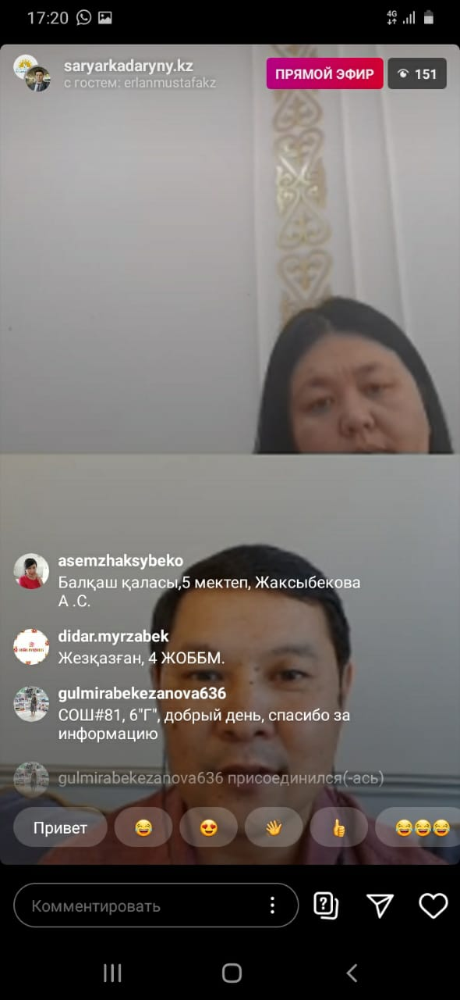 17:20
4G
saryarkadaryny.kz
с гостем: erlanmustafakz
ПРЯМОЙ ЭФИР
151
asemzhaksybeko
Балқаш қаласы,5 мектеп, Жаксыбекова
А .С.
didar.myrzabek
Жезқазған, 4 ЖОББМ.
gulmirabekezanova636
СОШ#81, 6"Г", добрый день, спасибо за
информацию
gulmirabekezanova636 присоединился(-ась)
Привет
Комментировать